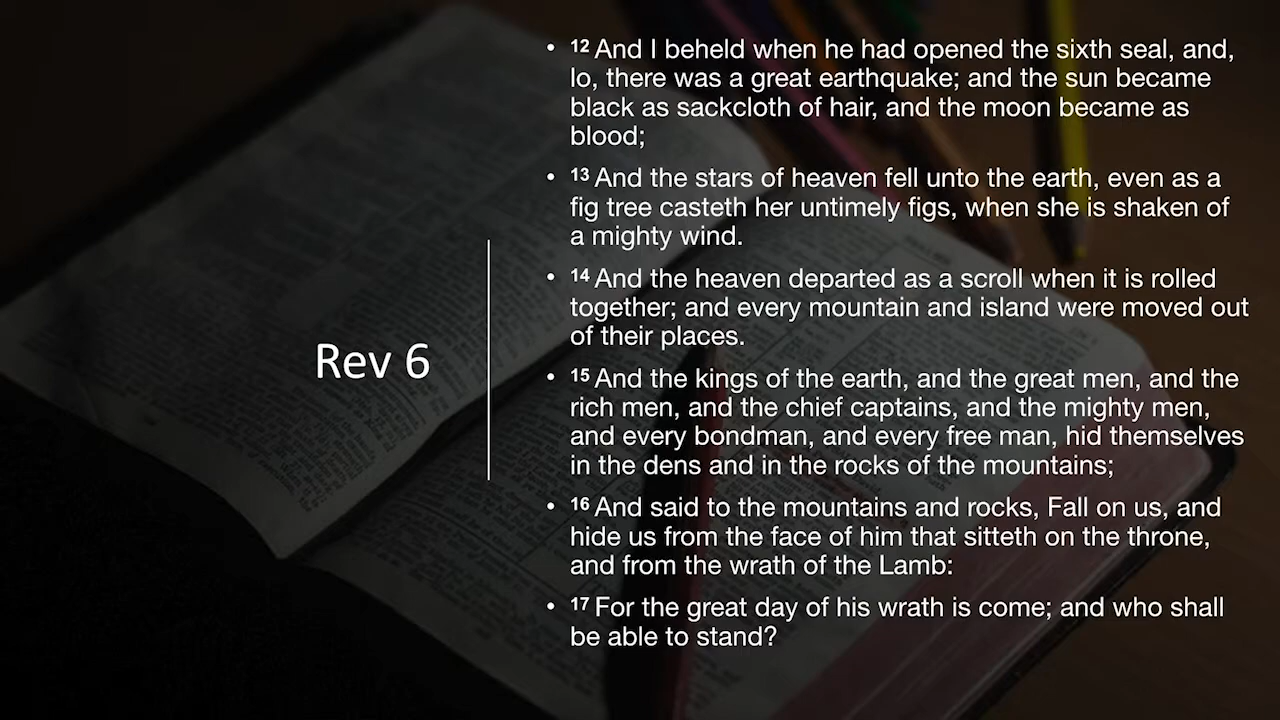 Rev 6
• 12 And I beheld when he had opened the sixth seal, and,
lo, there was a great earthquake; and the sun became
black as sackcloth of hair, and the moon became as
blood;
• 13 And the stars of heaven fell unto the earth, even as a
fig tree casteth her untimely figs, when she is shaken of
a mighty wind.
• 14 And the heaven departed as a scroll when it is rolled
together; and every mountain and island were moved out
of their places.
• 15 And the kings of the earth, and the great men, and the
rich men, and the chief captains, and the mighty men,
and every bondman, and every free man, hid themselves
in the dens and in the rocks of the mountains;
• 16 And said to the mountains and rocks, Fall on us, and
hide us from the face of him that sitteth on the throne,
and from the wrath of the Lamb:
• 17 For the great day of his wrath is come; and who shall
be able to stand?